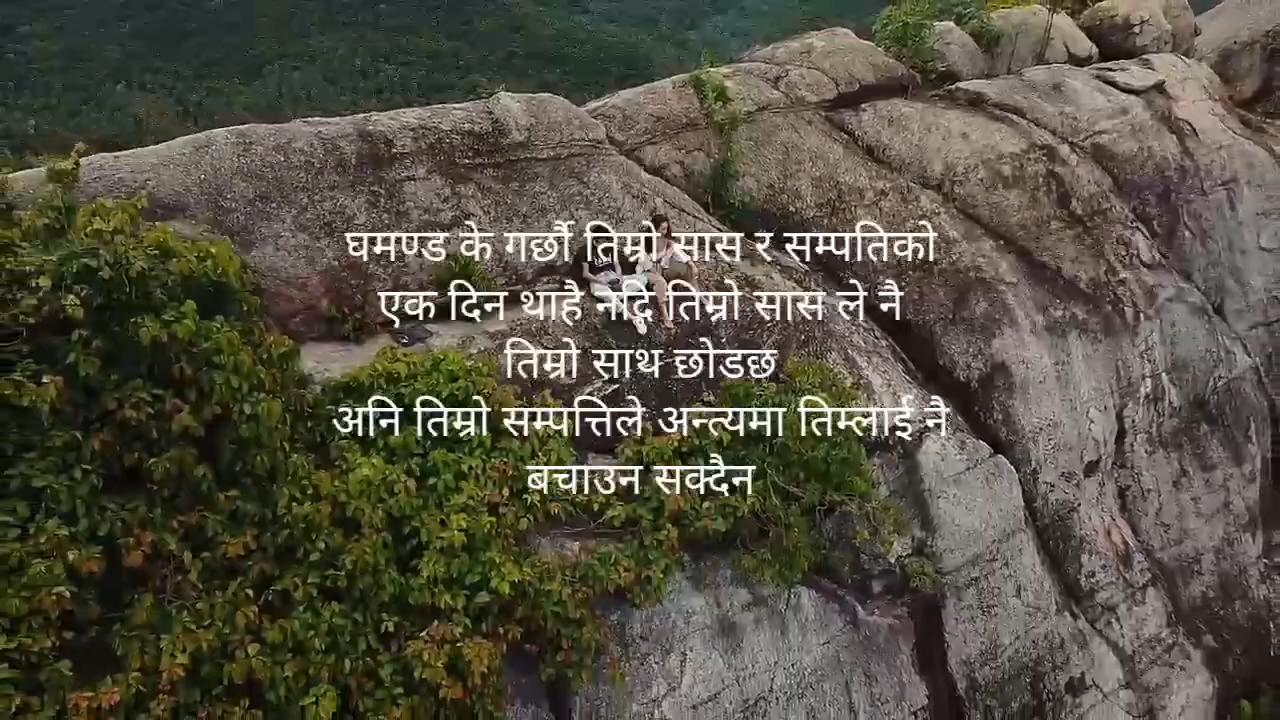 घमण्ड के गर्छौ तिम्रो सास र सम्पतिको
एक दिन थाहै नदि तिम्रो सास ले नै
तिम्रो साथ छोडछ
अनि तिम्रो सम्पत्तिले अन्त्यमा तिम्लाई नै
बचाउन सक्दैन